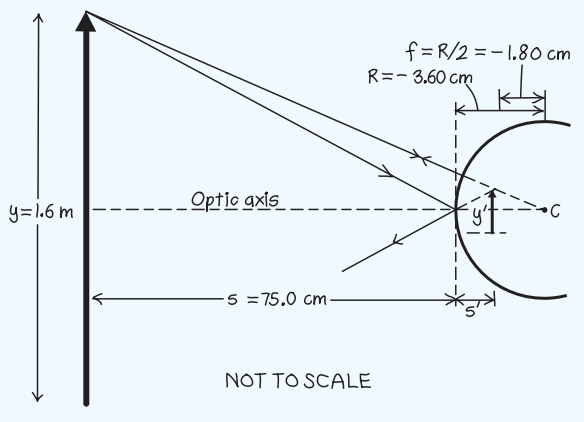 f = R/2 = −1.80 cm
R = − 3.60 cm
Optic axis
y = 1.6 m
y′
C
s = 75.0 cm
s′
NOT TO SCALE